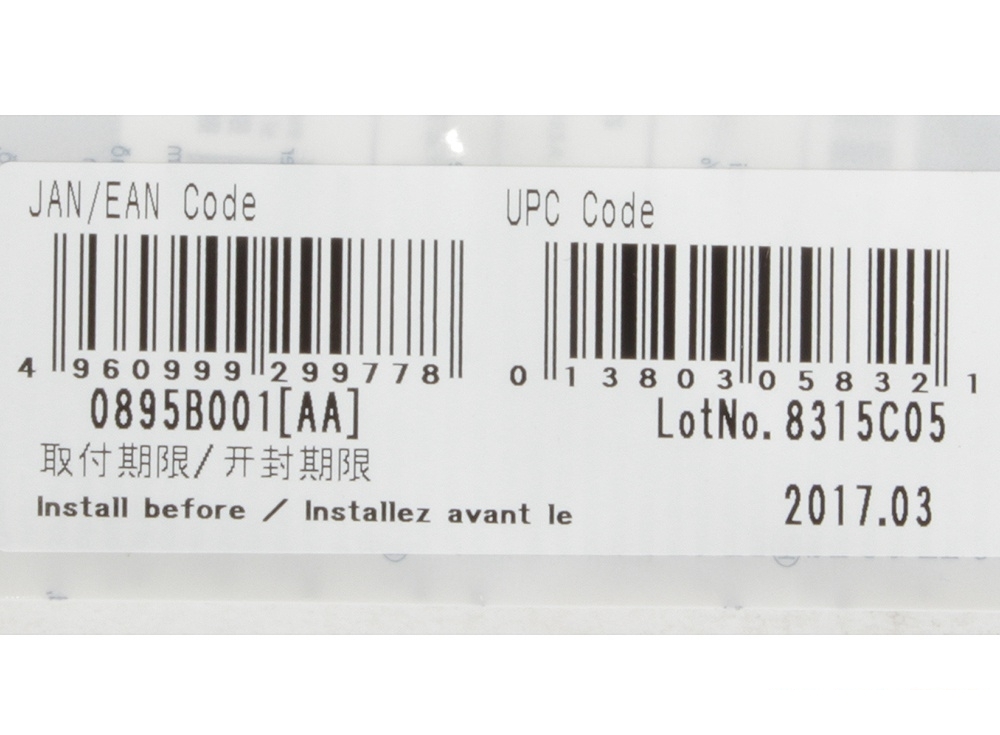 JAN/EAN Code
4 960999 299778
0895B001[AA]
UPC Code
0 13803 05832 1
LotNo. 8315C05
取付期限/开封期限
Install before / Installez avant le
2017.03